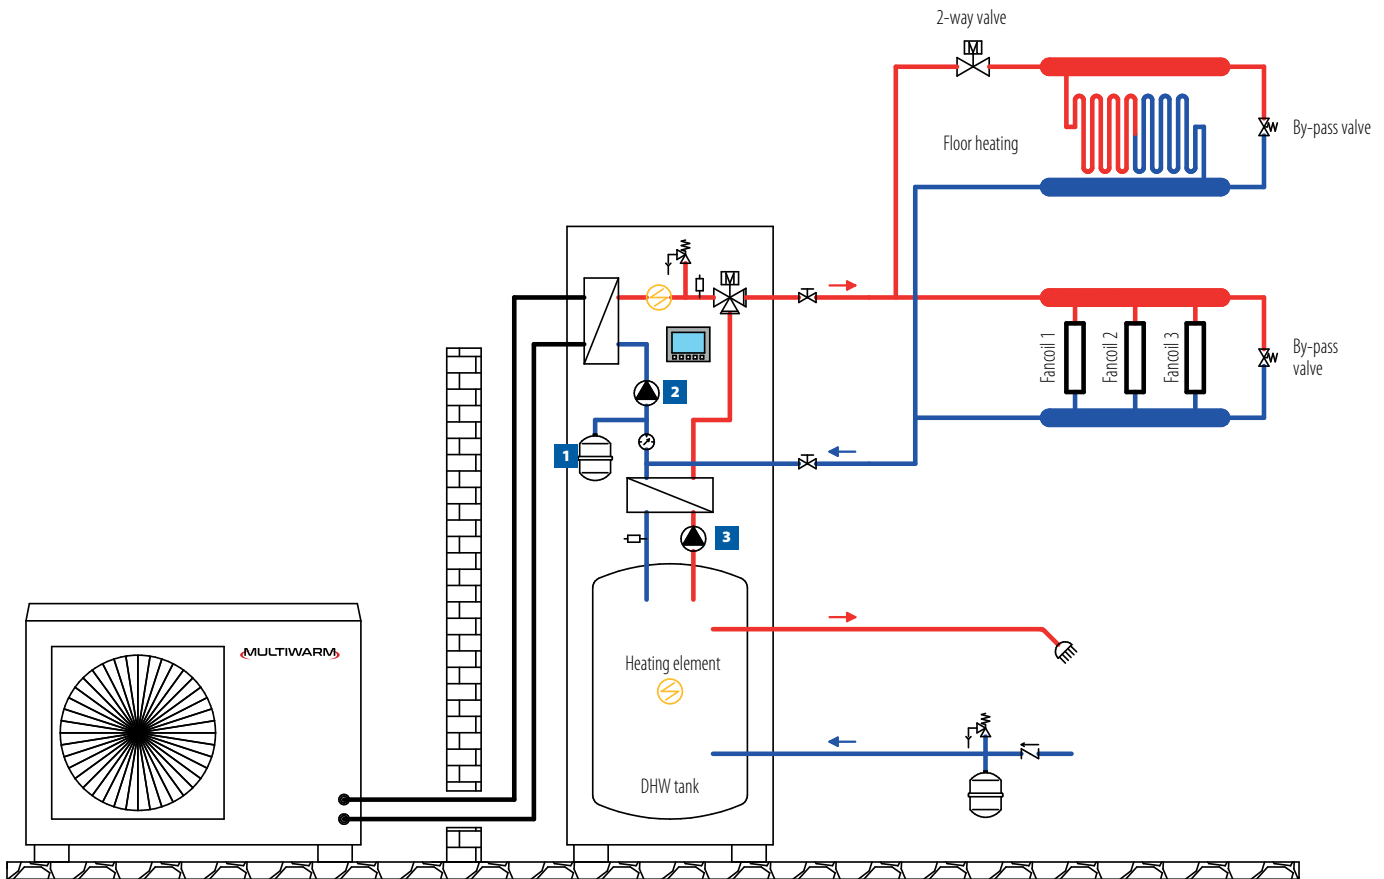 2-way valve
By-pass valve
Floor heating
Fancoil 1
Fancoil 2
Fancoil 3
By-pass
valve
2
1
3
MULTIWARM
Heating element
DHW tank